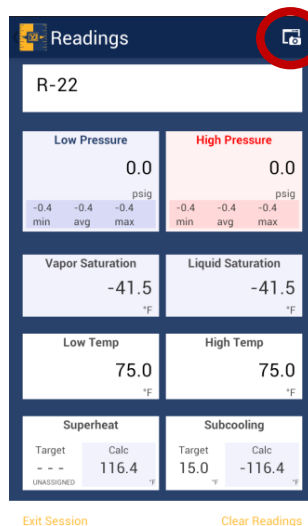 Readings
R-22
Low Pressure
0.0
psig
-0.4 -0.4 -0.4
min avg max
High Pressure
0.0
psig
-0.4 -0.4 -0.4
min avg max
Vapor Saturation
-41.5
°F
Liquid Saturation
-41.5
°F
Low Temp
75.0
°F
High Temp
75.0
°F
Superheat
Target Calc
- - - 116.4
UNASSIGNED °F
Subcooling
Target Calc
15.0 -116.4
°F °F
Exit Session Clear Readings